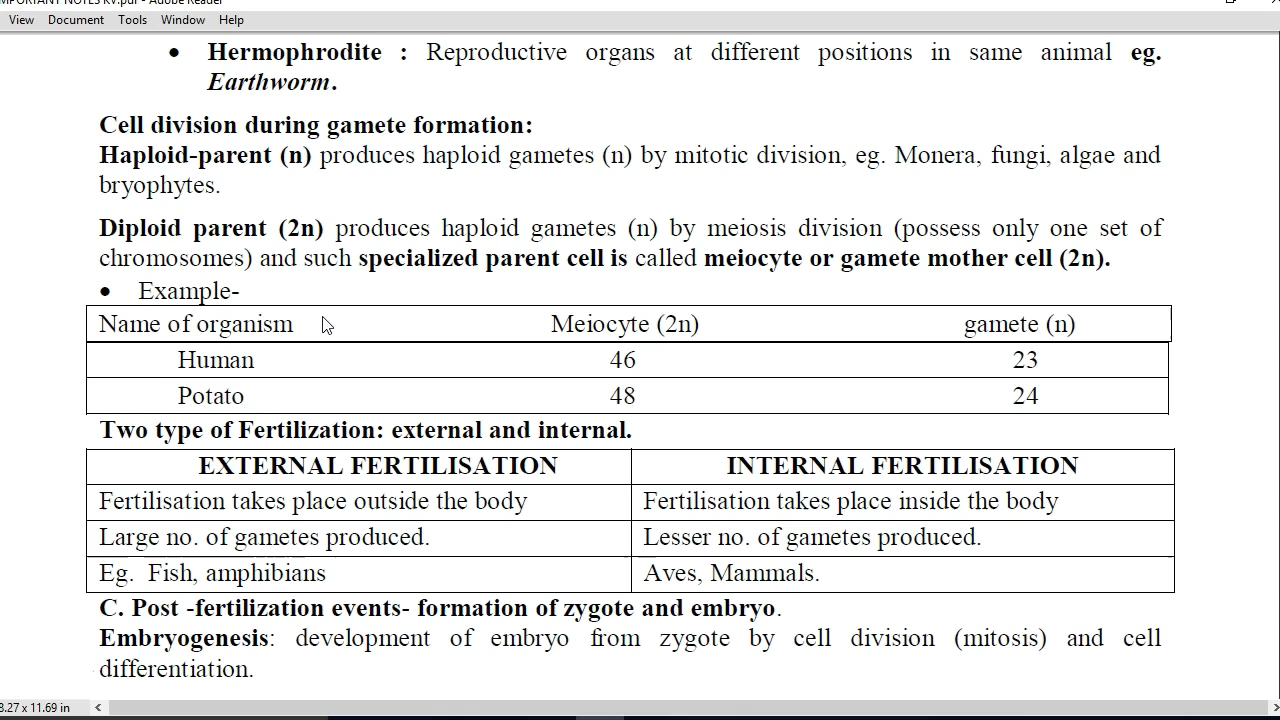 View Document Tools Window Help
• Hermophrodite : Reproductive organs at different positions in same animal eg.
Earthworm.
Cell division during gamete formation:
Haploid-parent (n) produces haploid gametes (n) by mitotic division, eg. Monera, fungi, algae and
bryophytes.
Diploid parent (2n) produces haploid gametes (n) by meiosis division (possess only one set of
chromosomes) and such specialized parent cell is called meiocyte or gamete mother cell (2n).
• Example-
Name of organism Meiocyte (2n) gamete (n)
Human 46 23
Potato 48 24
Two type of Fertilization: external and internal.
EXTERNAL FERTILISATION INTERNAL FERTILISATION
Fertilisation takes place outside the body Fertilisation takes place inside the body
Large no. of gametes produced. Lesser no. of gametes produced.
Eg. Fish, amphibians Aves, Mammals.
C. Post -fertilization events- formation of zygote and embryo.
Embryogenesis: development of embryo from zygote by cell division (mitosis) and cell
differentiation.
8.27 x 11.69 in